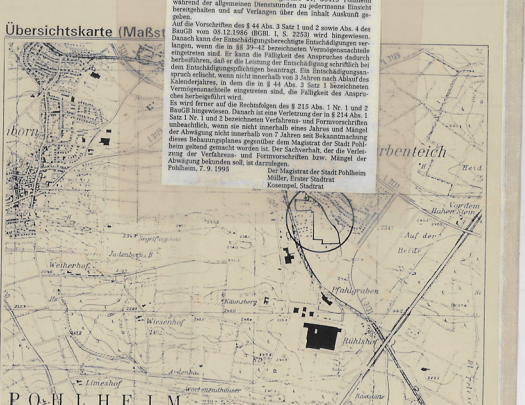 während der allgemeinen Dienststunden zu jedermanns Einsicht
bereitgehalten und auf Verlangen über den Inhalt Auskunft ge-
geben.
Auf die Vorschriften des § 44 Abs. 3 Satz 1 und 2 sowie Abs. 4 des
BauGB vom 08.12.1986 (BGBl. I, S. 2253) wird hingewiesen.
Danach kann der Entschädigungsberechtigte Entschädigungen ver-
langen, wenn die in §§ 39-42 bezeichneten Vermögensnachteile
eingetreten sind. Er kann die Fälligkeit des Anspruches dadurch
herbeiführen, daß er die Leistung der Entschädigung schriftlich bei
dem Entschädigungspflichtigen beantragt. Ein Entschädigungsan-
spruch erlischt, wenn nicht innerhalb von 3 Jahren nach Ablauf des
Kalenderjahres, in dem die in § 44 Abs. 3 Satz 1 bezeichneten
Vermögensnachteile eingetreten sind, die Fälligkeit des Anspru-
ches herbeigeführt wird.
Es wird ferner auf die Rechtsfolgen des § 215 Abs. 1 Nr. 1 und 2
BauGB hingewiesen. Danach ist eine Verletzung der in § 214 Abs. 1
Satz 1 Nr. 1 und 2 bezeichneten Verfahrens- und Formvorschriften
unbeachtlich, wenn sie nicht innerhalb eines Jahres und Mängel
der Abwägung nicht innerhalb von 7 Jahren seit Bekanntmachung
dieses Bebauungsplanes gegenüber dem Magistrat der Stadt Pohl-
heim geltend gemacht worden ist. Der Sachverhalt, der die Verlet-
zung der Verfahrens- und Formvorschriften bzw. Mängel der
Abwägung bekunden soll, ist darzulegen.
Pohlheim, 7. 9. 1995
Der Magistrat der Stadt Pohlheim
Müller, Erster Stadtrat
Kosempel, Stadtrat
Übersichtskarte (Maßst
iborn
rbenteich
Heid
Vordem
Hahen Stein
Auf der
Heide
Judenborn B
Weiherhof
Pfahlgraben
Wiesenhof
Rühlshof
Limeshof
POHLHEIM